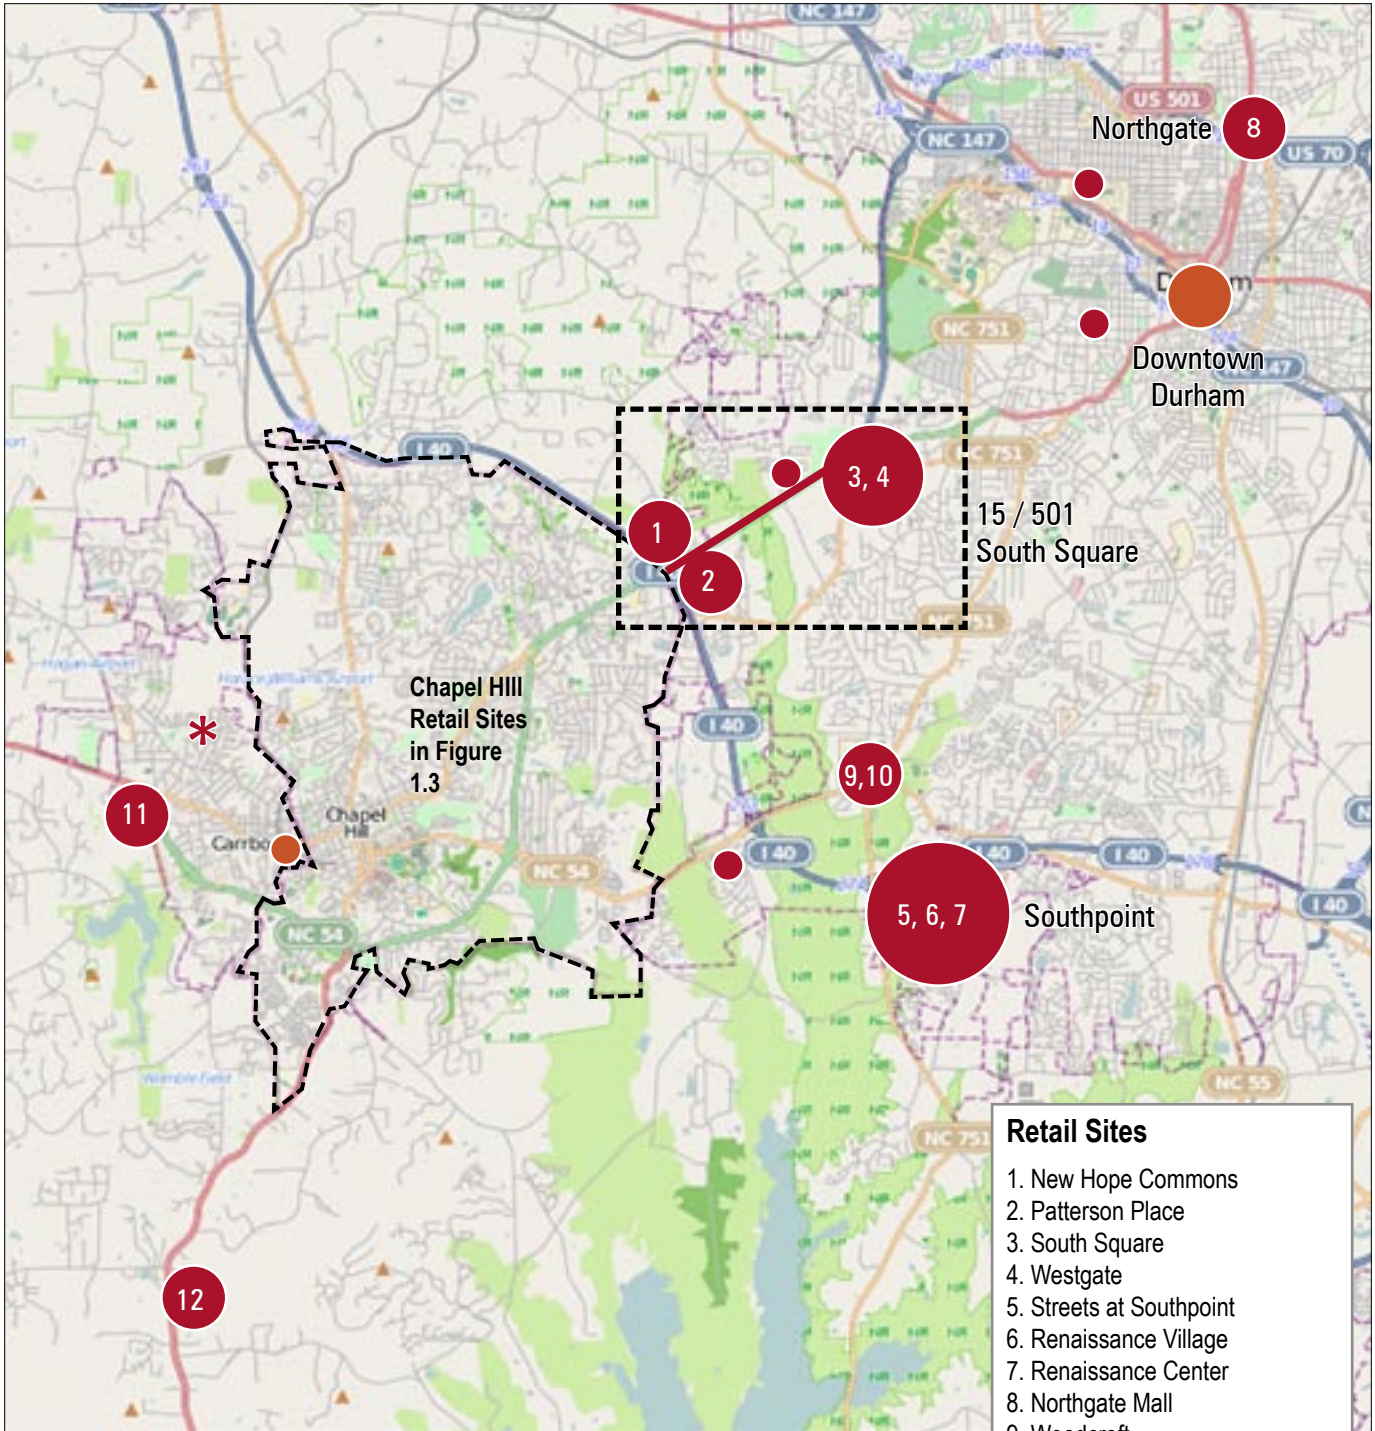 NC 147
US 501
Northgate
8
NC 147
US 70
Downtown
Durham
NC 751
I 40
3, 4
1
2
15 / 501
South Square
Chapel HIll
Retail Sites
in Figure
1.3
I 40
9,10
*
11
Chapel
Hill
NC 54
I 40
I 40
I 40
5, 6, 7
Southpoint
NC 54
NC 55
NC 751
12
Retail Sites
1. New Hope Commons
2. Patterson Place
3. South Square
4. Westgate
5. Streets at Southpoint
6. Renaissance Village
7. Renaissance Center
8. Northgate Mall